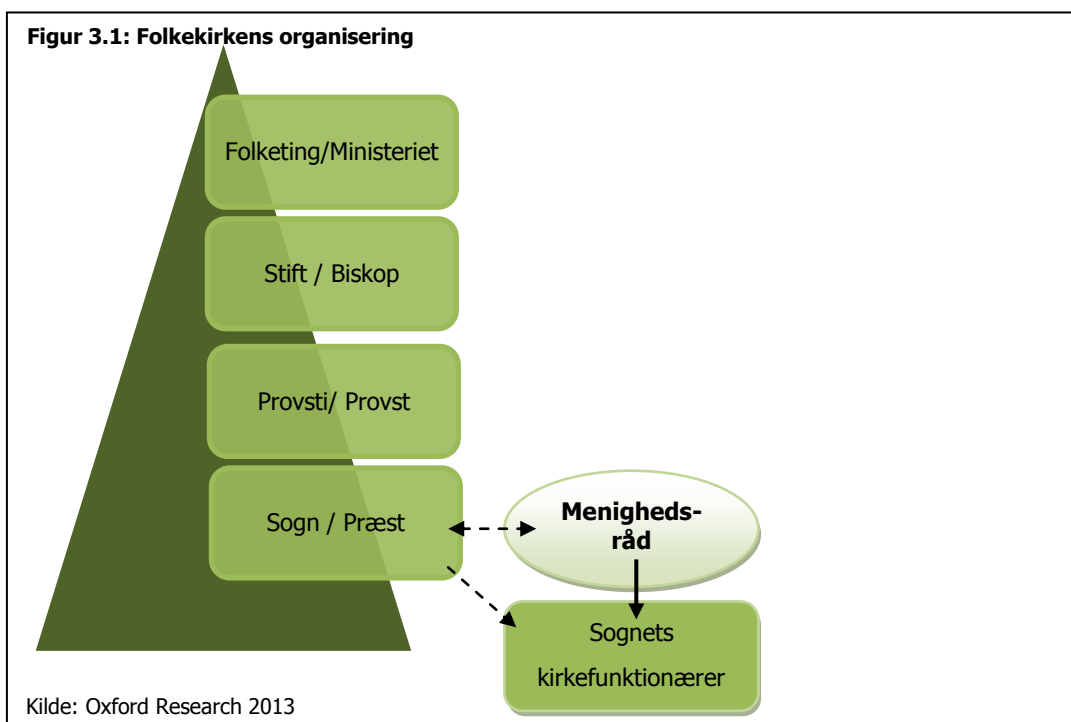 Figur 3.1: Folkekirkens organisering
Folketing/Ministeriet
Stift / Biskop
Provsti/ Provst
Sogn / Præst
Menigheds-
råd
Sognets
kirkefunktionærer
Kilde: Oxford Research 2013